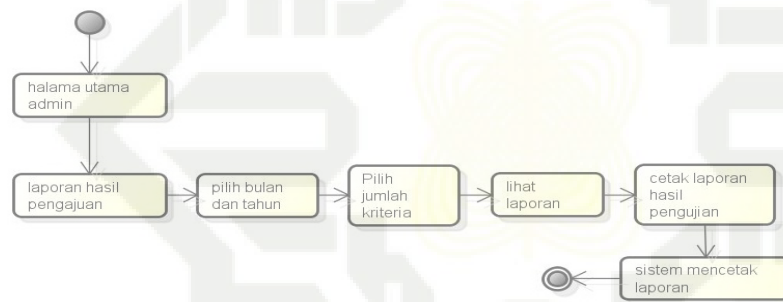 halama utama
admin
laporan hasil
pengajuan
pilih bulan
dan tahun
Pilih
jumlah
kriteria
lihat
laporan
cetak laporan
hasil
pengujian
sistem mencetak
laporan